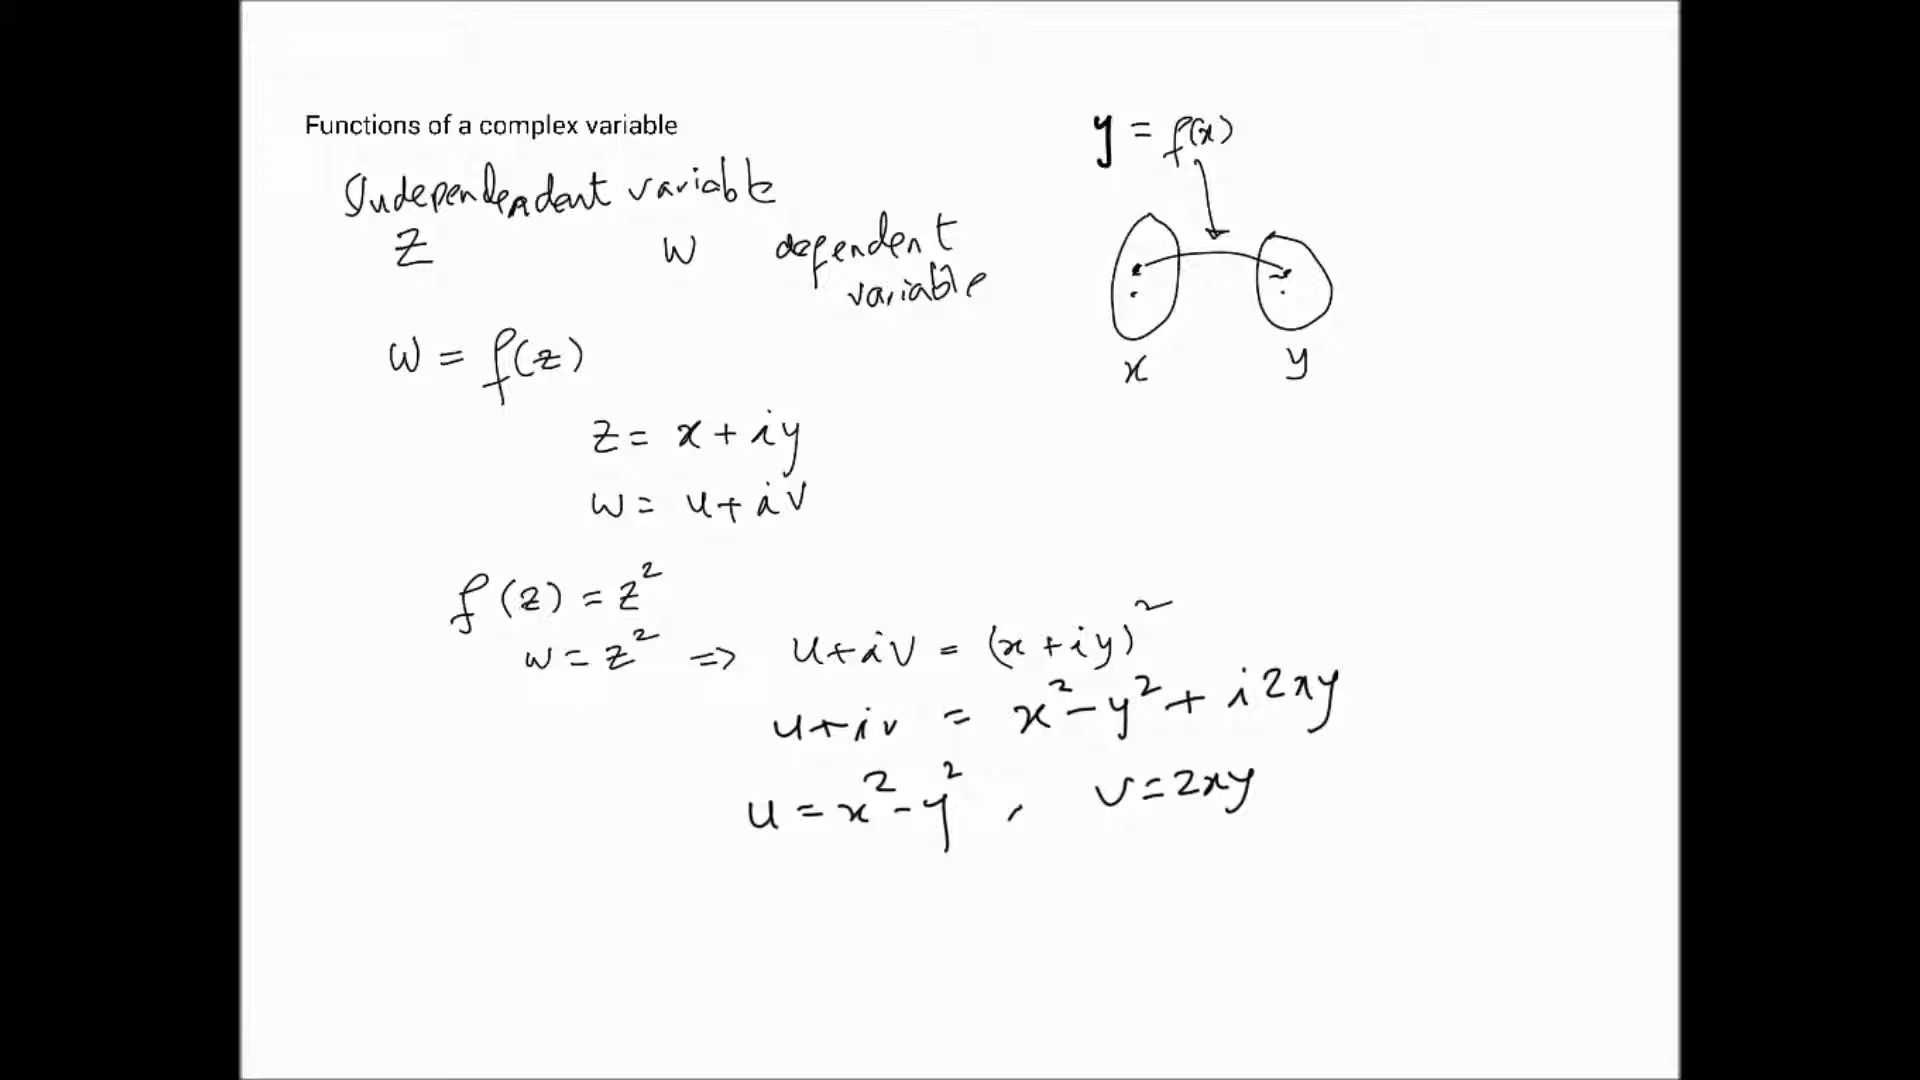 Functions of a complex variable
Independendent variable
z w dependent
variable
w = f(z)
z = x + iy
w = u + iv
f(z) = z²
w = z² => u + iv = (x + iy)²
u + iv = x² - y² + i2xy
u = x² - y² , v = 2xy
y = f(x)
x y